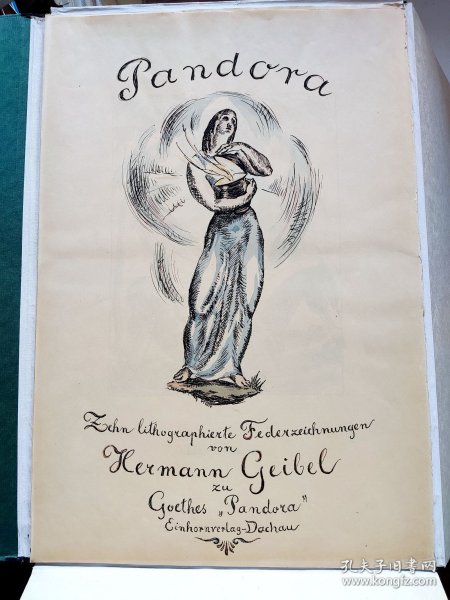 Pandora
Zehn lithographierte Federzeichnungen
von
Hermann Geibel
zu
Goethes „Pandora"
Einhornverlag-Dachau
孔夫子旧书网
www.kongfz.com